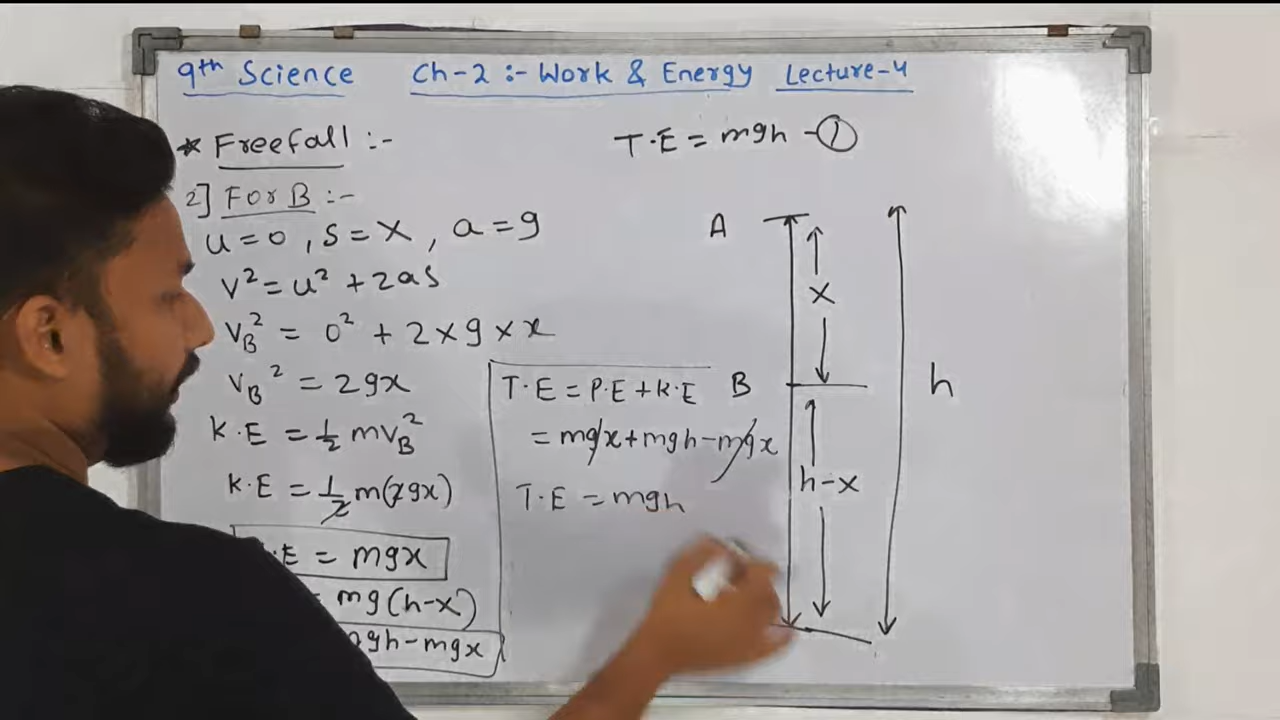 9th Science Ch-2 :- Work & Energy Lecture-4
* Freefall :-
T.E = mgh -①
2] For B :-
u=0, s=x, a=g
v² = u² + 2as
v_B² = 0² + 2×g×x
v_B² = 2gx
K.E = ½ mv_B²
K.E = ½ m(2gx)
.E = mgx
= mg(h-x)
mgh-mgx
T.E = P.E + K.E
= mgx+mgh-mgx
T.E = mgh
A
x
B
h
h-x